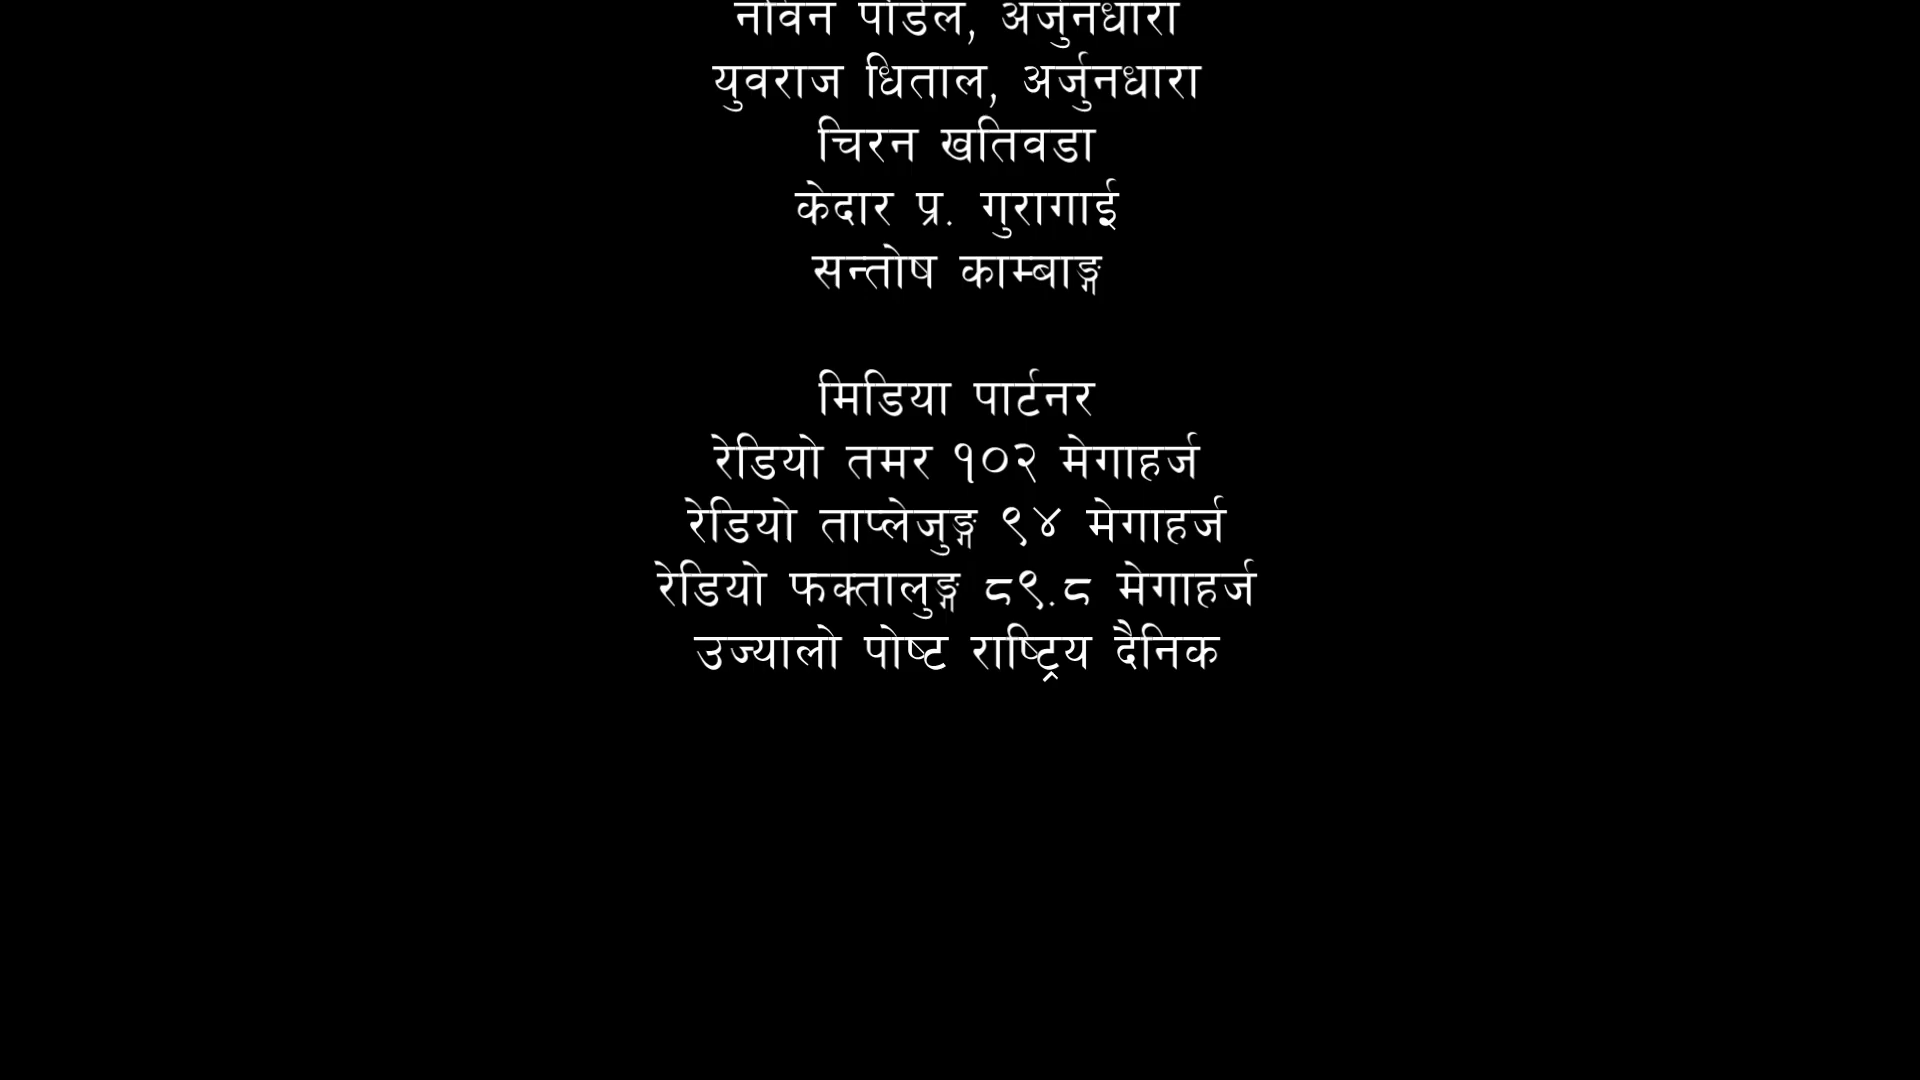 युवराज धिताल, अर्जुनधारा
चिरन खतिवडा
केदार प्र. गुरागाई
सन्तोष काम्बाङ्ग
मिडिया पार्टनर
रेडियो तमर १०२ मेगाहर्ज
रेडियो ताप्लेजुङ्ग ९४ मेगाहर्ज
रेडियो फक्तालुङ्ग ८९.८ मेगाहर्ज
उज्यालो पोष्ट राष्ट्रिय दैनिक